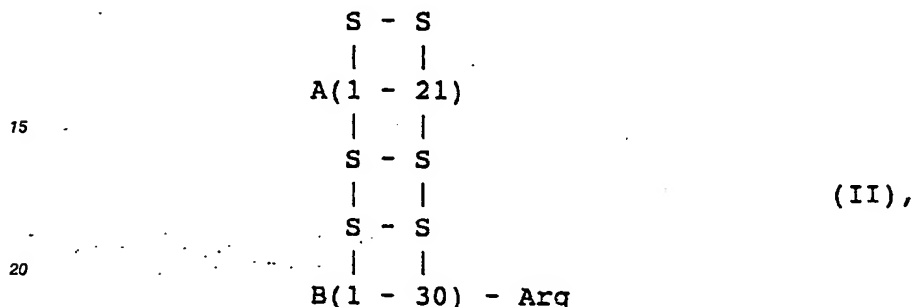 S - S
| |
A(1 - 21)
15
| |
S - S
| |
(II),
S - S
20
| |
B(1 - 30) - Arg